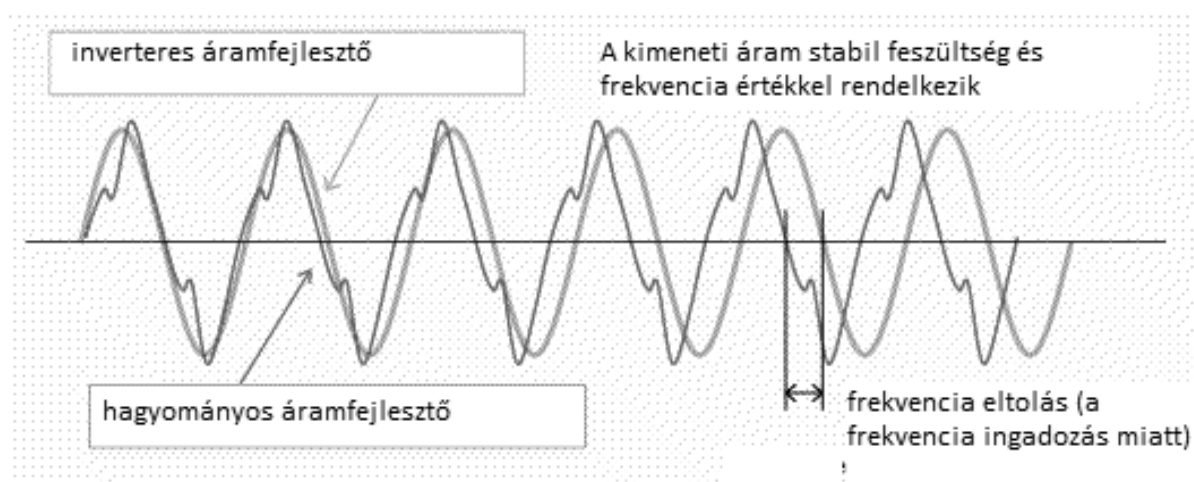 inverteres áramfejlesztő
A kimeneti áram stabil feszültség és
frekvencia értékkel rendelkezik
hagyományos áramfejlesztő
frekvencia eltolás (a
frekvencia ingadozás miatt)